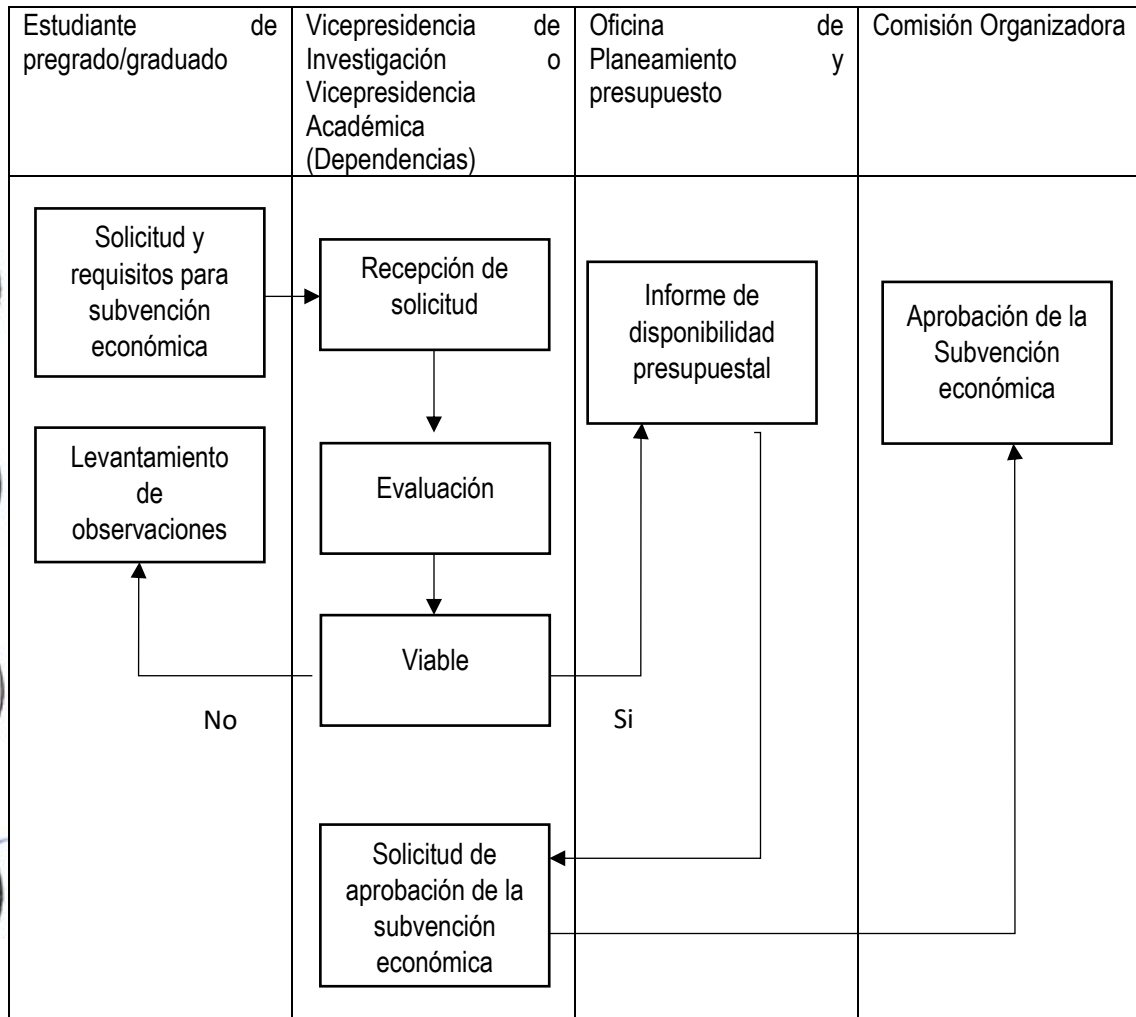 Estudiante de
pregrado/graduado
Vicepresidencia de
Investigación o
Vicepresidencia
Académica
(Dependencias)
Oficina de
Planeamiento y
presupuesto
Comisión Organizadora
Solicitud y
requisitos para
subvención
económica
Recepción de
solicitud
Informe de
disponibilidad
presupuestal
Aprobación de la
Subvención
económica
Levantamiento
de
observaciones
Evaluación
Viable
No
Si
Solicitud de
aprobación de la
subvención
económica